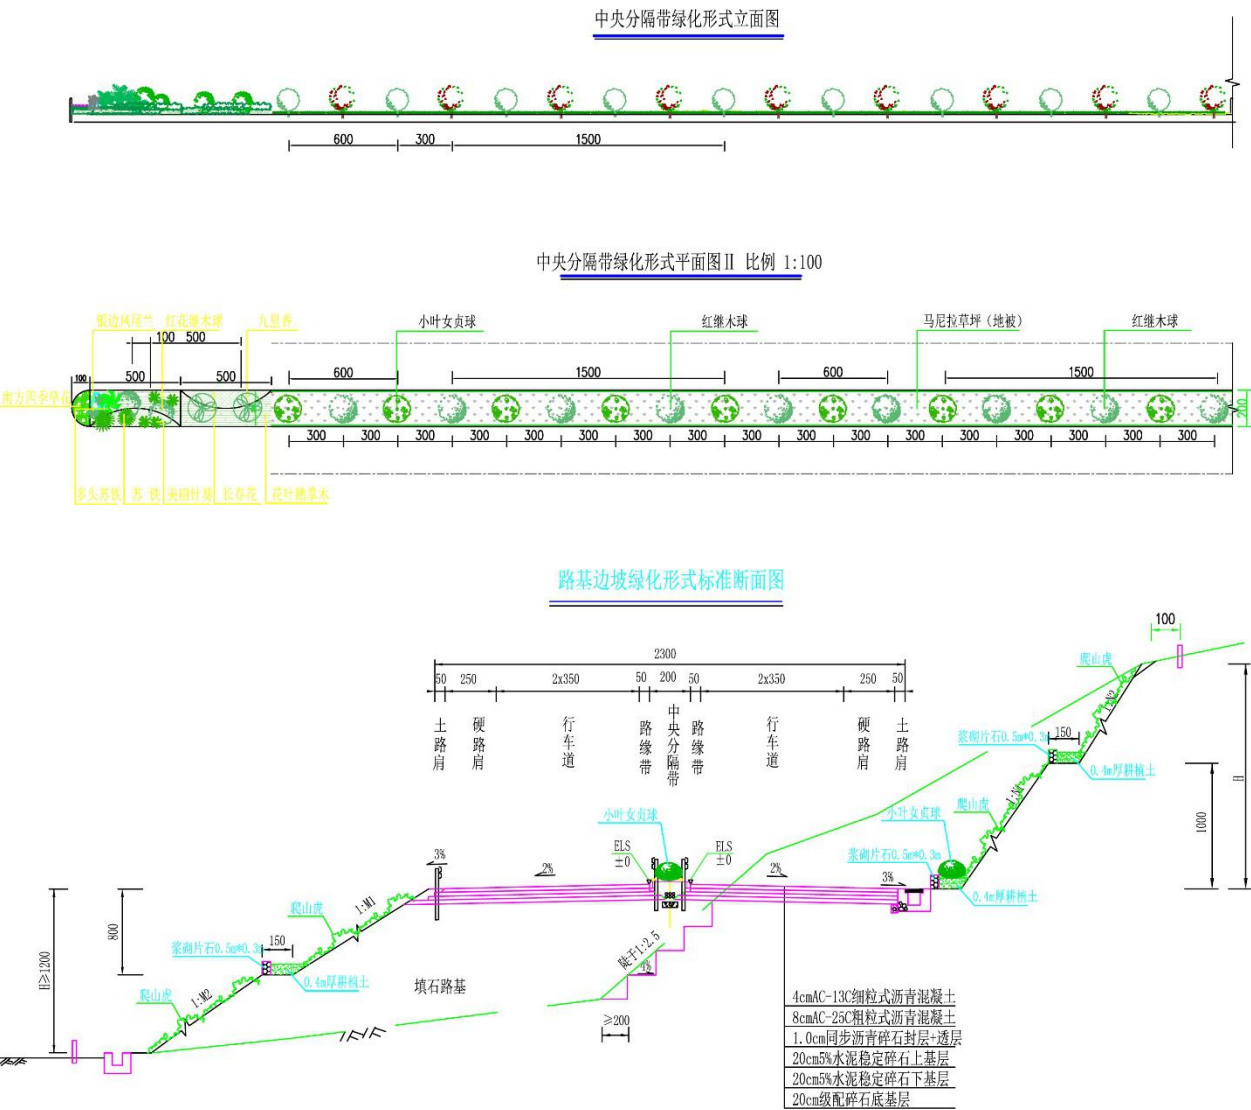 中央分隔带绿化形式立面图
600
300
1500
中央分隔带绿化形式平面图Ⅱ 比例 1:100
银边凤尾兰
红花继木球
九里香
小叶女贞球
红继木球
马尼拉草坪（地被）
红继木球
100 500
100 500 500 600 1500 600 1500
南方四季草花
200
300 300 300 300 300 300 300 300 300 300 300 300 300 300 300 300 300
多头苏铁
苏 铁
美丽针葵
长春花
花叶鹅掌木
路基边坡绿化形式标准断面图
100
2300
50 250 2x350 50 200 50 2x330 250 50
土路肩
硬路肩
行车道
路缘带
中央分隔带
路缘带
行车道
硬路肩
土路肩
爬山虎
浆砌片石0.5m*0.3m
150
0.4m厚耕植土
H
1000
爬山虎
小叶女贞球
小叶女贞球
浆砌片石0.5m*0.3m
0.4m厚耕植土
ELS
±0
ELS
±0
3%
2%
2%
3%
爬山虎
1:M1
800
H≥1200
浆砌片石0.5m*0.3m
150
0.4m厚耕植土
爬山虎
1:M2
填石路基
陡于1:2.5
≥200
4cmAC-13C细粒式沥青混凝土
8cmAC-25C粗粒式沥青混凝土
1.0cm同步沥青碎石封层+透层
20cm5%水泥稳定碎石上基层
20cm5%水泥稳定碎石下基层
20cm级配碎石底基层